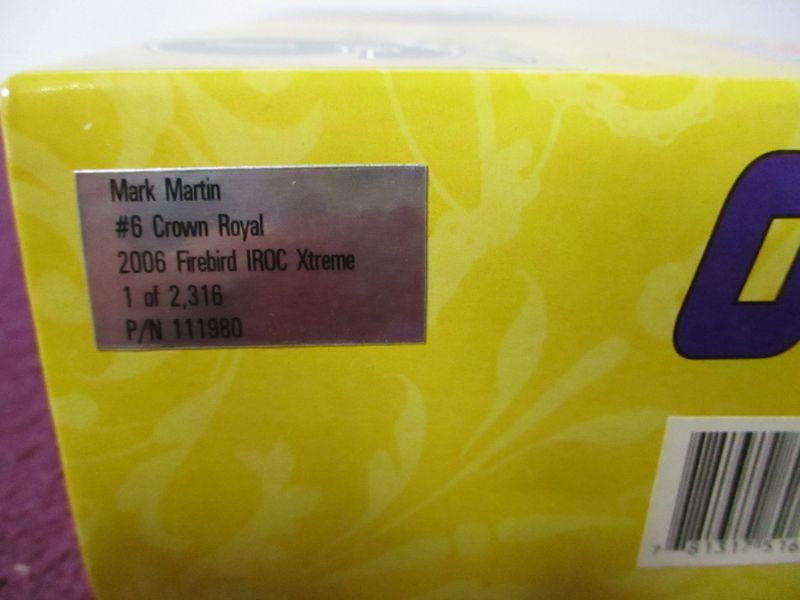 Mark Martin
#6 Crown Royal
2006 Firebird IROC Xtreme
1 of 2,316
P/N 111980